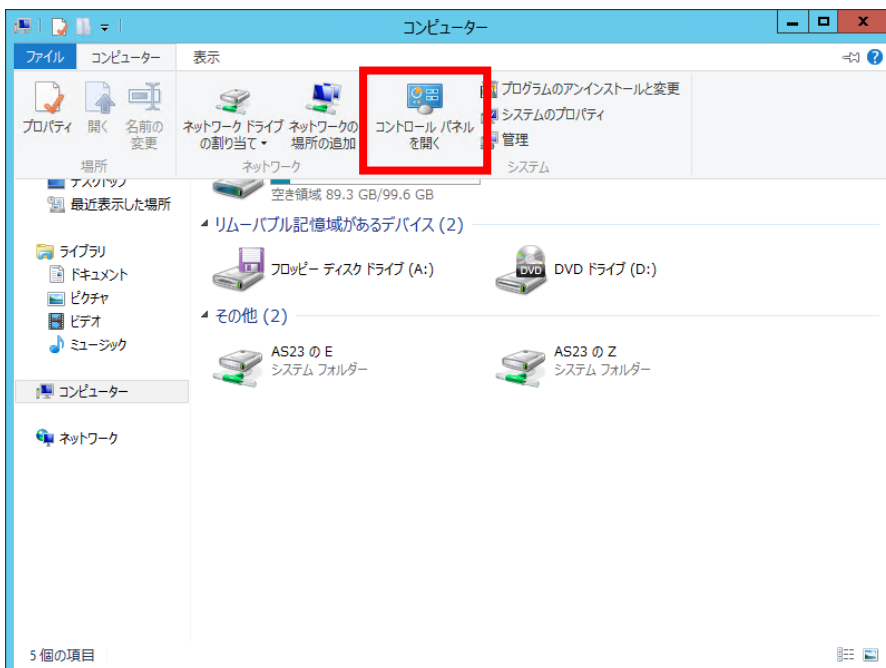 コンピューター
ファイル
コンピューター
表示
プロパティ
開く
名前の
変更
場所
ネットワーク ドライブ
の割り当て
ネットワークの
場所の追加
ネットワーク
コントロール パネル
を開く
プログラムのアンインストールと変更
システムのプロパティ
管理
システム
デスクトップ
最近表示した場所
ライブラリ
ドキュメント
ピクチャ
ビデオ
ミュージック
コンピューター
ネットワーク
空き領域 89.3 GB/99.6 GB
リムーバブル記憶域があるデバイス (2)
フロッピー ディスク ドライブ (A:)
DVD
DVD ドライブ (D:)
その他 (2)
AS23 の E
システム フォルダー
AS23 の Z
システム フォルダー
5 個の項目